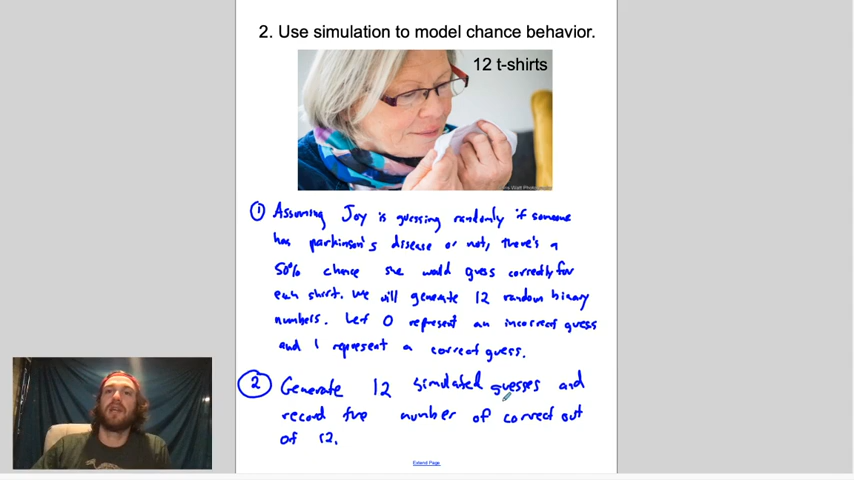 2. Use simulation to model chance behavior.
12 t-shirts
① Assuming Joy is guessing randomly if someone
has parkinson's disease or not, there's a
50% chance she would guess correctly for
each shirt. We will generate 12 random binary
numbers. Let 0 represent an incorrect guess
and 1 represent a correct guess.
② Generate 12 simulated guesses and
record the number of correct out
of 12.
Extend Page